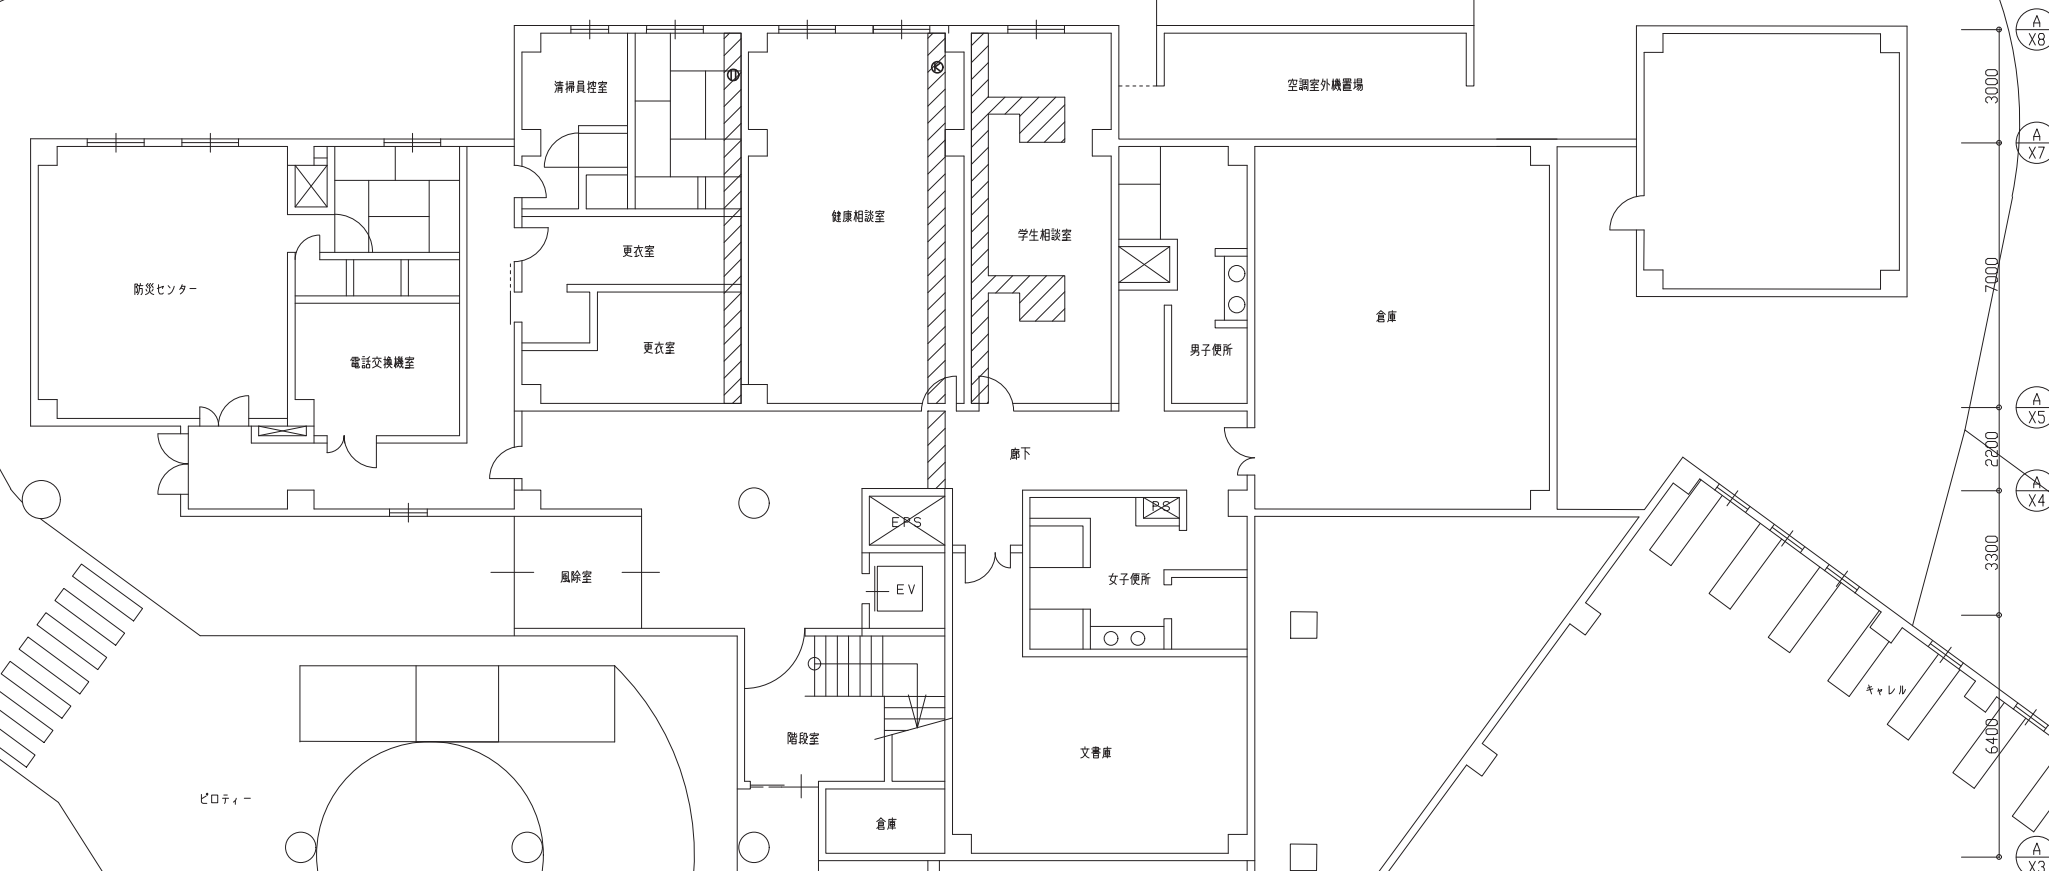 A
X8
清掃員控室
空調室外機置場
3000
A
X7
健康相談室
学生相談室
更衣室
7000
防災センター
倉庫
更衣室
男子便所
電話交換機室
A
X5
2200
廊下
A
X4
PS
EPS
3300
風除室
女子便所
EV
キャレル
6400
階段室
文書庫
ピロティー
倉庫
A
X3